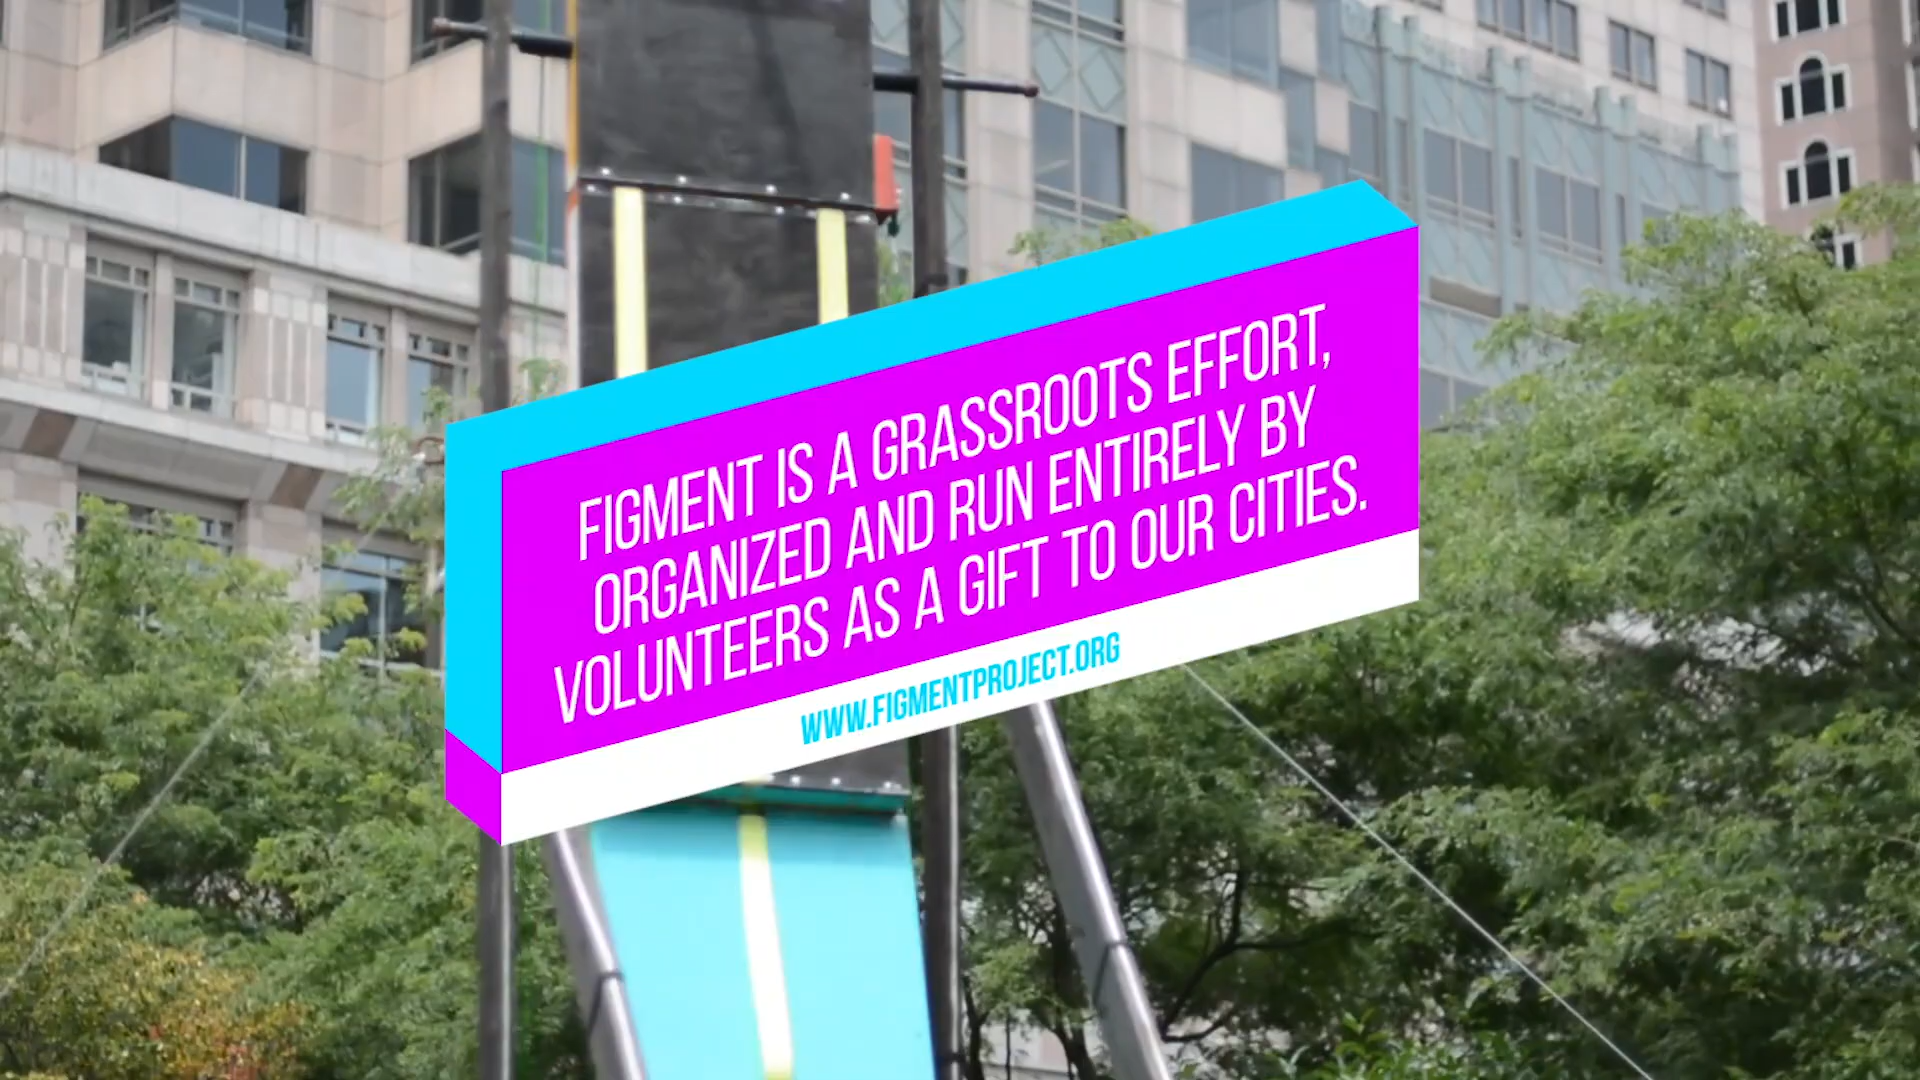 FIGMENT IS A GRASSROOTS EFFORT,
ORGANIZED AND RUN ENTIRELY BY
VOLUNTEERS AS A GIFT TO OUR CITIES.
WWW.FIGMENTPROJECT.ORG